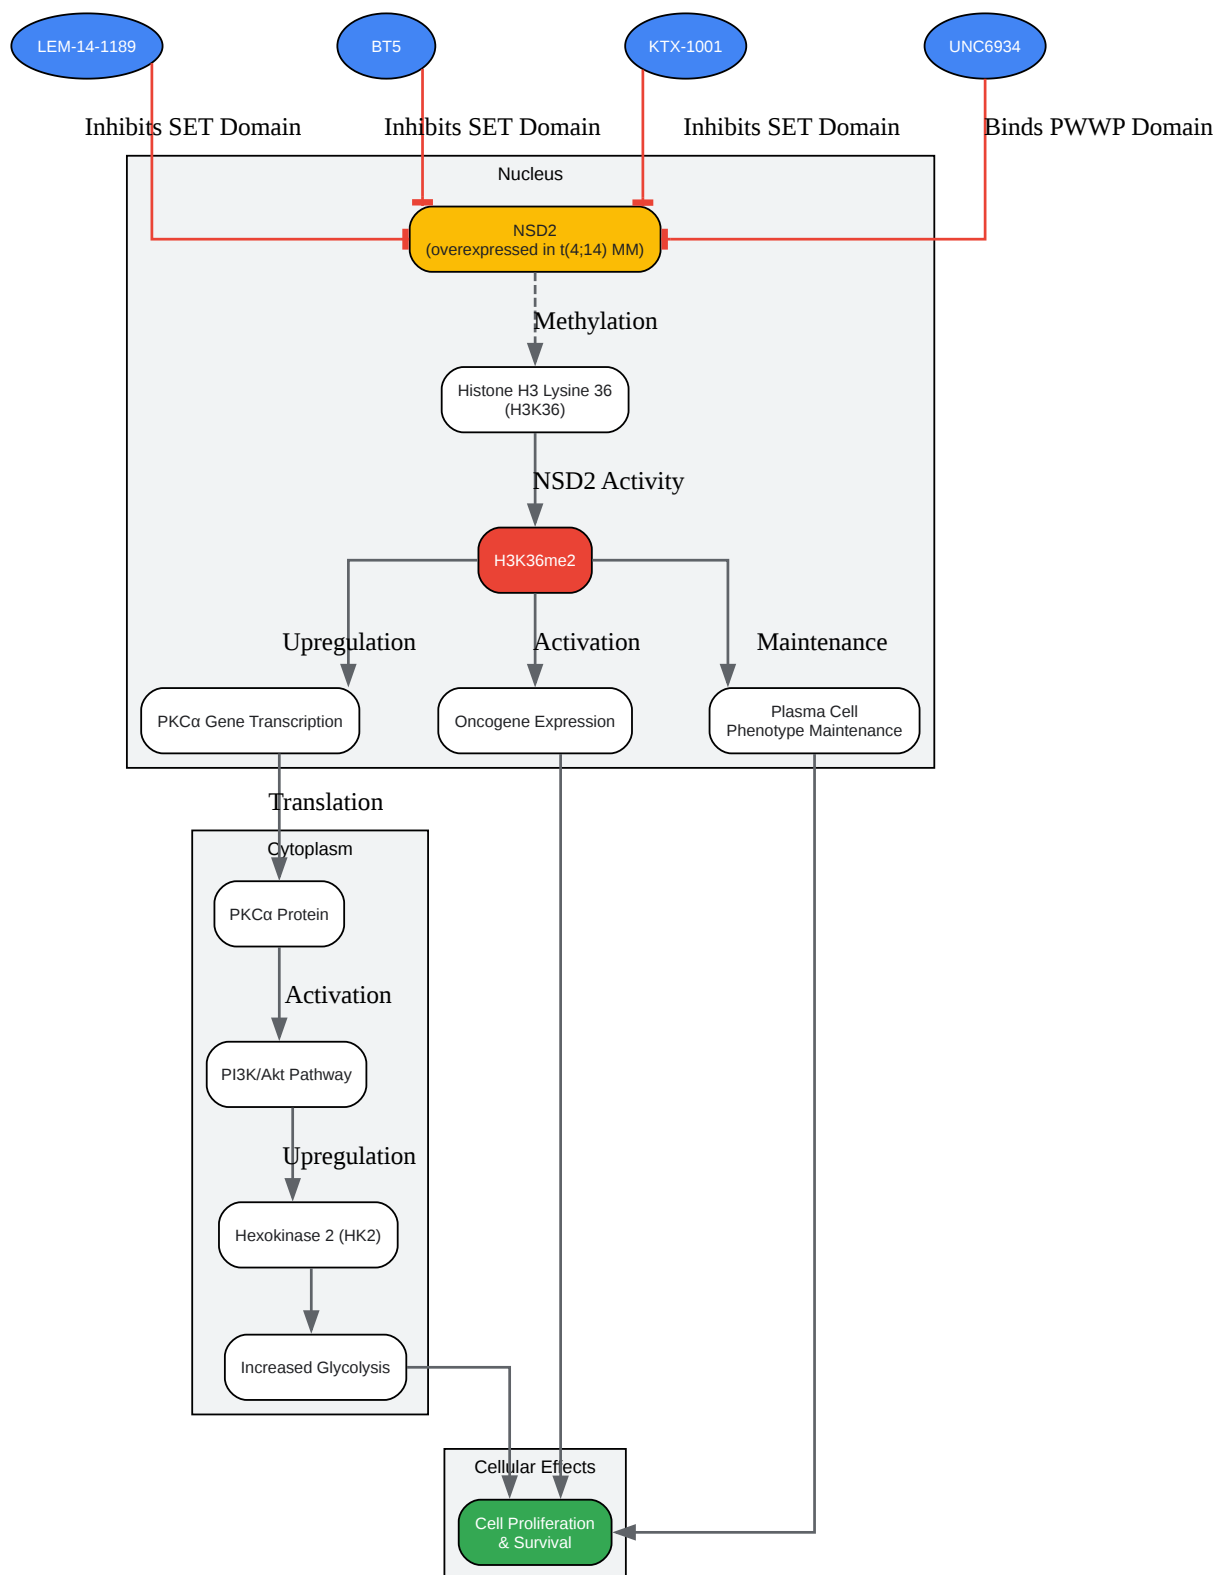 LEM-14-1189
BT5
KTX-1001
UNC6934
Inhibits SET Domain
Inhibits SET Domain
Inhibits SET Domain
Binds PWWP Domain
Nucleus
NSD2
(overexpressed in t(4;14) MM)
Methylation
Histone H3 Lysine 36
(H3K36)
NSD2 Activity
H3K36me2
Upregulation
Activation
Maintenance
PKCα Gene Transcription
Oncogene Expression
Plasma Cell
Phenotype Maintenance
Translation
Cytoplasm
PKCα Protein
Activation
PI3K/Akt Pathway
Upregulation
Hexokinase 2 (HK2)
Increased Glycolysis
Cellular Effects
Cell Proliferation
& Survival